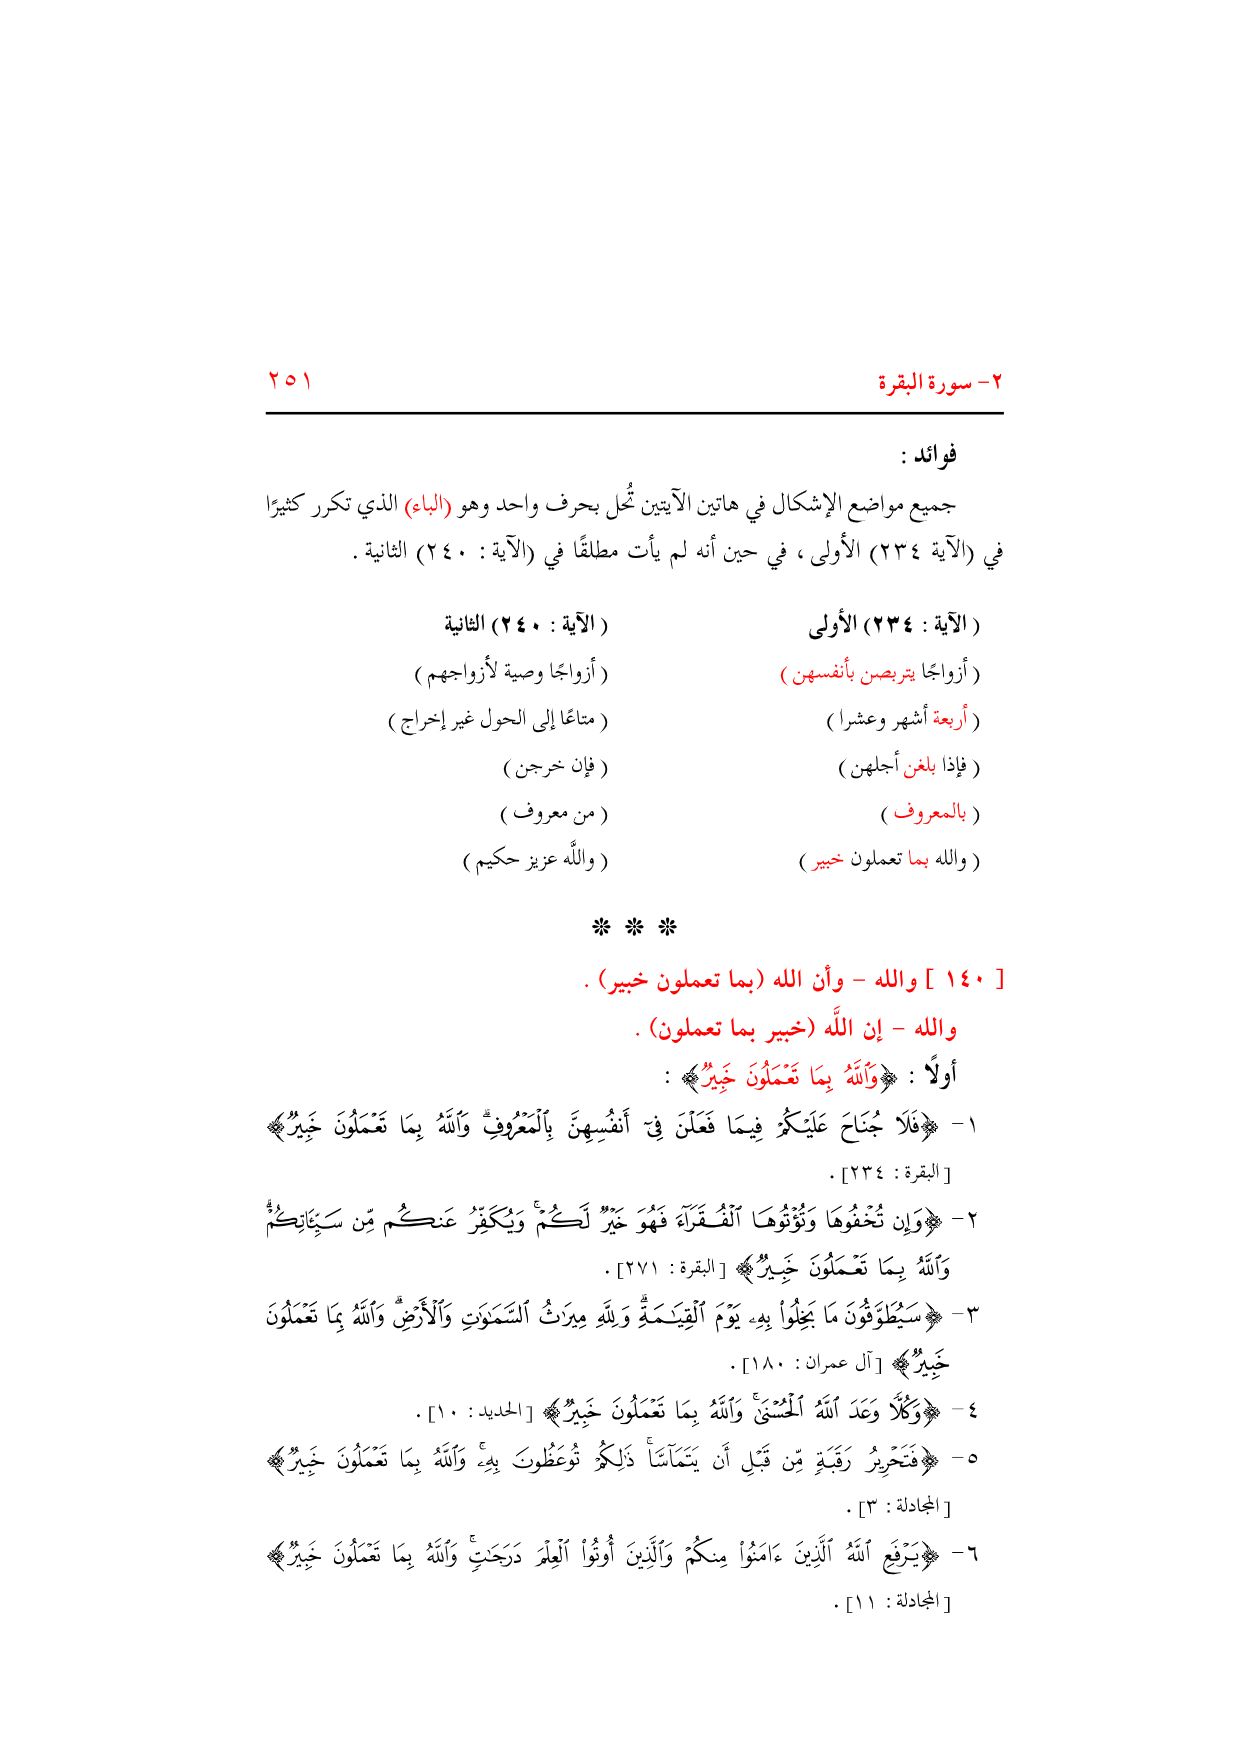 ٢- سورة البقرة ٢٥١
فوائد :
جميع مواضع الإشكال في هاتين الآيتين تُحل بحرف واحد وهو (الباء) الذي تكرر كثيرًا
في (الآية ٢٣٤) الأولى ، في حين أنه لم يأت مطلقًا في (الآية : ٢٤٠) الثانية .
( الآية : ٢٣٤) الأولى ( الآية : ٢٤٠) الثانية
( أزواجًا يتربصن بأنفسهن ) ( أزواجًا وصية لأزواجهم )
( أربعة أشهر وعشرا ) ( متاعًا إلى الحول غير إخراج )
( فإذا بلغن أجلهن ) ( فإن خرجن )
( بالمعروف ) ( من معروف )
( والله بما تعملون خبير ) ( واللَّه عزيز حكيم )
❊ ❊ ❊
[ ١٤٠ ] والله – وأن الله (بما تعملون خبير) .
والله – إن اللَّه (خبير بما تعملون) .
أولًا : ﴿وَٱللَّهُ بِمَا تَعۡمَلُونَ خَبِيرٞ﴾ :
١- ﴿فَلَا جُنَاحَ عَلَيۡكُمۡ فِيمَا فَعَلۡنَ فِيٓ أَنفُسِهِنَّ بِٱلۡمَعۡرُوفِۗ وَٱللَّهُ بِمَا تَعۡمَلُونَ خَبِيرٞ﴾
[البقرة : ٢٣٤] .
٢- ﴿وَإِن تُخۡفُوهَا وَتُؤۡتُوهَا ٱلۡفُقَرَآءَ فَهُوَ خَيۡرٞ لَّكُمۡۚ وَيُكَفِّرُ عَنكُم مِّن سَيِّـَٔاتِكُمۡۗ
وَٱللَّهُ بِمَا تَعۡمَلُونَ خَبِيرٞ﴾ [البقرة : ٢٧١] .
٣- ﴿سَيُطَوَّقُونَ مَا بَخِلُواْ بِهِۦ يَوۡمَ ٱلۡقِيَٰمَةِۗ وَلِلَّهِ مِيرَٰثُ ٱلسَّمَٰوَٰتِ وَٱلۡأَرۡضِۗ وَٱللَّهُ بِمَا تَعۡمَلُونَ
خَبِيرٞ﴾ [آل عمران : ١٨٠] .
٤- ﴿وَكُلّٗا وَعَدَ ٱللَّهُ ٱلۡحُسۡنَىٰۚ وَٱللَّهُ بِمَا تَعۡمَلُونَ خَبِيرٞ﴾ [الحديد : ١٠] .
٥- ﴿فَتَحۡرِيرُ رَقَبَةٖ مِّن قَبۡلِ أَن يَتَمَآسَّاۚ ذَٰلِكُمۡ تُوعَظُونَ بِهِۦۚ وَٱللَّهُ بِمَا تَعۡمَلُونَ خَبِيرٞ﴾
[المجادلة : ٣] .
٦- ﴿يَرۡفَعِ ٱللَّهُ ٱلَّذِينَ ءَامَنُواْ مِنكُمۡ وَٱلَّذِينَ أُوتُواْ ٱلۡعِلۡمَ دَرَجَٰتٖۚ وَٱللَّهُ بِمَا تَعۡمَلُونَ خَبِيرٞ﴾
[المجادلة : ١١] .